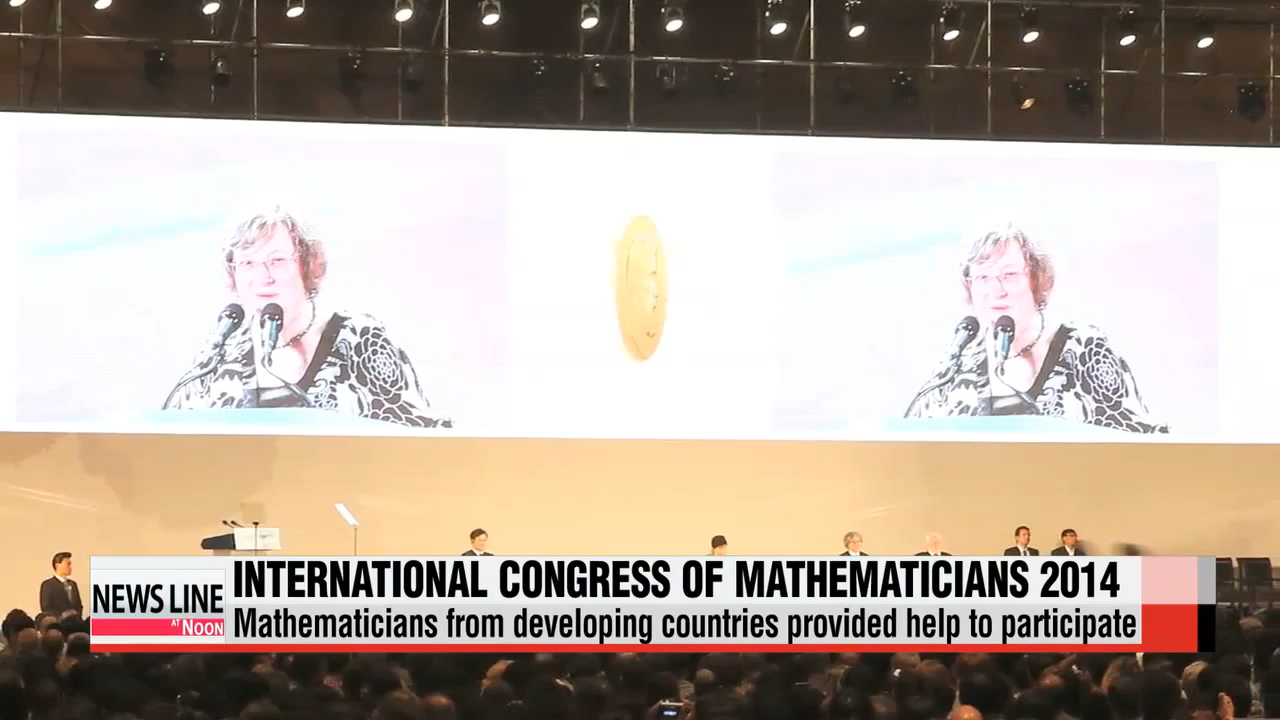 NEWS LINE
AT NOON
INTERNATIONAL CONGRESS OF MATHEMATICIANS 2014
Mathematicians from developing countries provided help to participate